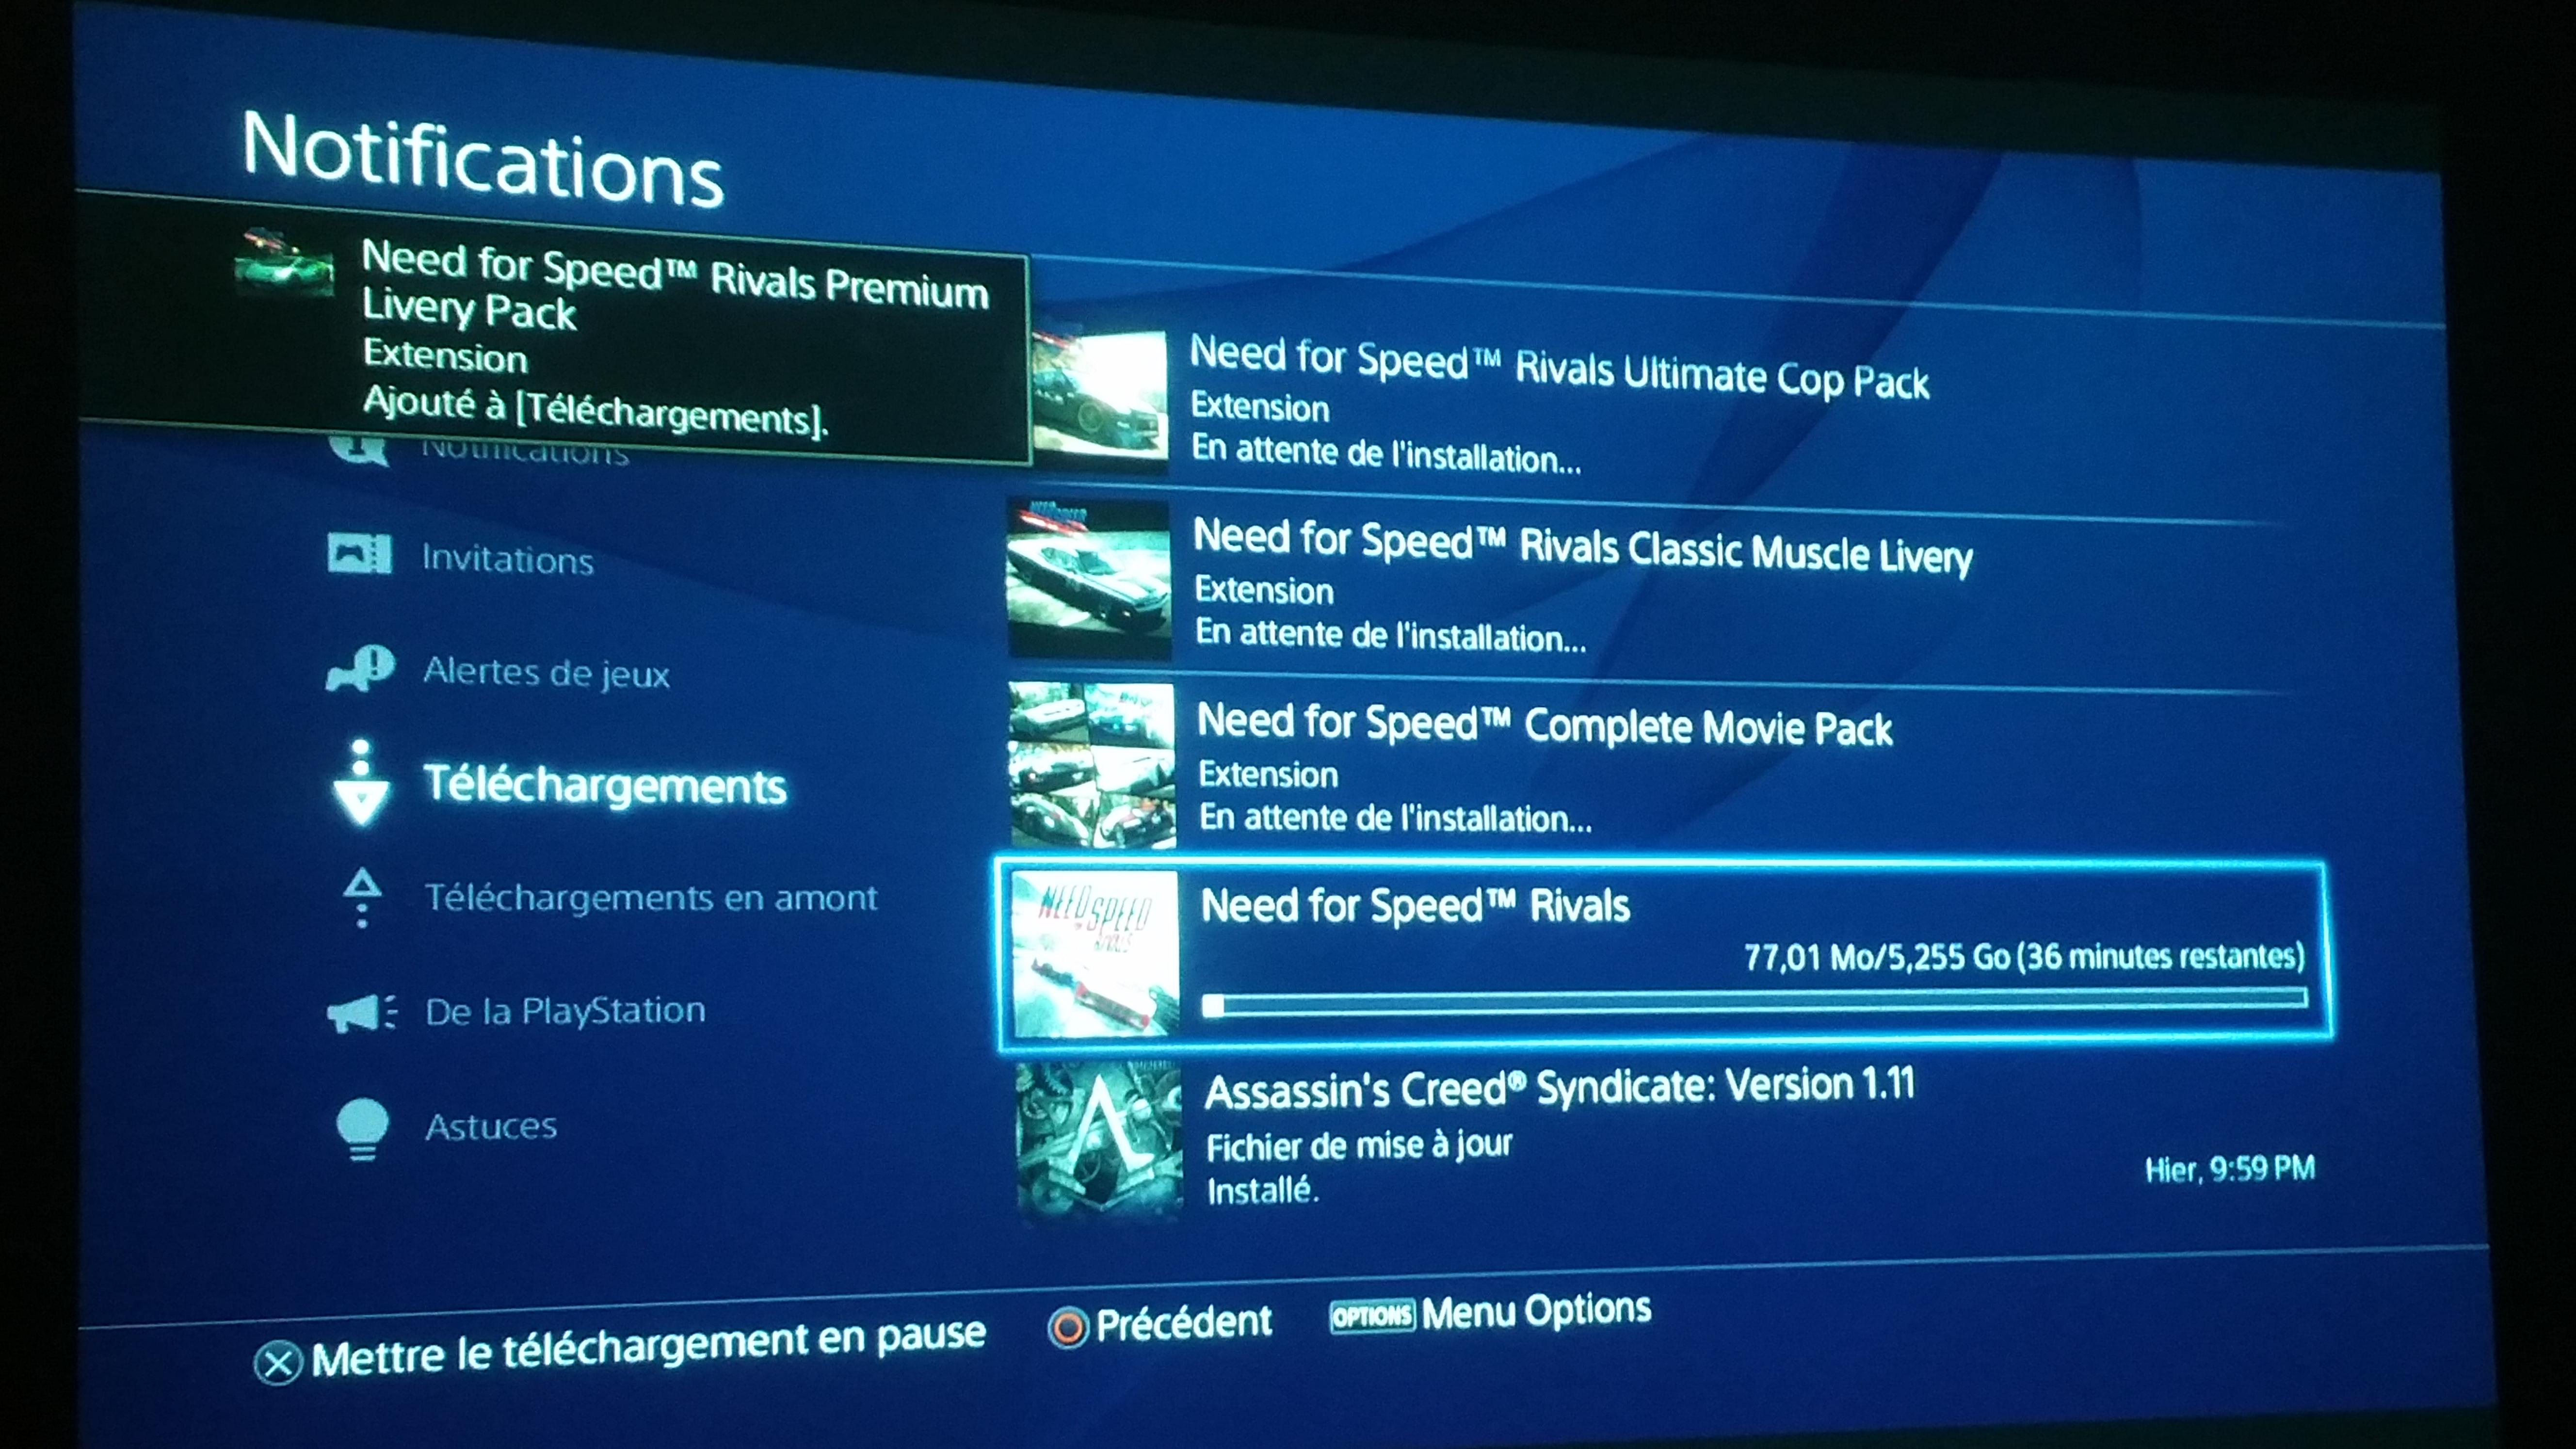 Notifications
Need for Speed™ Rivals Premium
Livery Pack
Extension
Ajouté à [Téléchargements].
Notifications
Invitations
Alertes de jeux
Téléchargements
Téléchargements en amont
De la PlayStation
Astuces
Need for Speed™ Rivals Ultimate Cop Pack
Extension
En attente de l'installation...
Need for Speed™ Rivals Classic Muscle Livery
Extension
En attente de l'installation...
Need for Speed™ Complete Movie Pack
Extension
En attente de l'installation...
NEED SPEED
RIVALS
Need for Speed™ Rivals
77,01 Mo/5,255 Go (36 minutes restantes)
Assassin's Creed® Syndicate: Version 1.11
Fichier de mise à jour
Installé.
Hier, 9:59 PM
Mettre le téléchargement en pause
Précédent
OPTIONS Menu Options